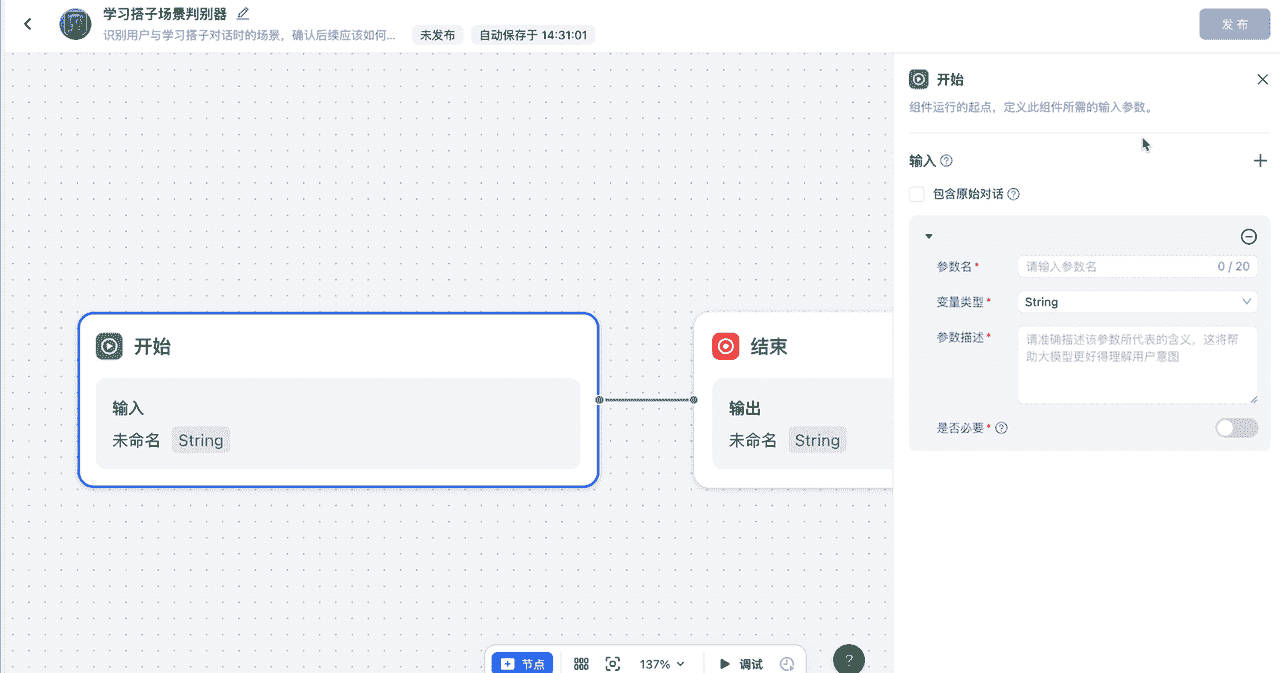 学习搭子场景判别器
识别用户与学习搭子对话时的场景，确认后续应该如何...
未发布
自动保存于 14:31:01
发布
开始
组件运行的起点，定义此组件所需的输入参数。
输入
包含原始对话
参数名*
请输入参数名
0 / 20
变量类型*
String
参数描述*
请准确描述该参数所代表的含义，这将帮
助大模型更好得理解用户意图
是否必要*
开始
输入
未命名 String
结束
输出
未命名 String
节点
137%
调试
?